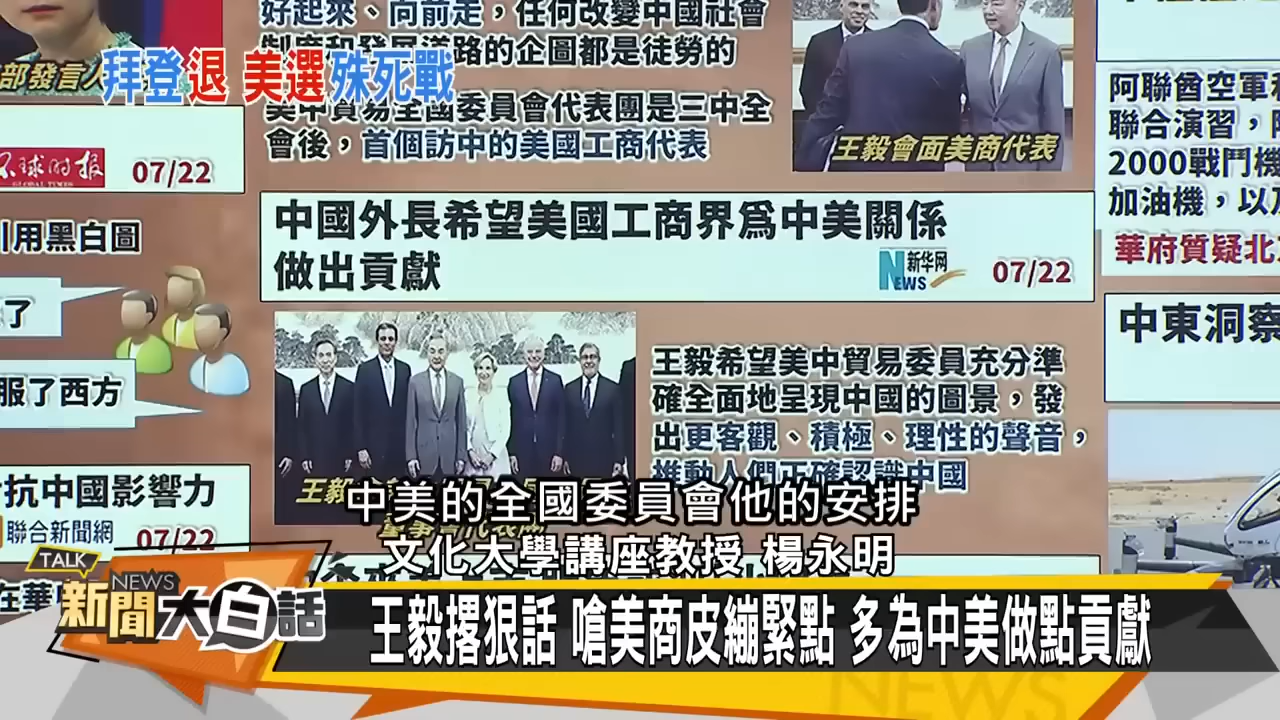 好起來、向前走，任何改變中國社會
制度和發展道路的企圖都是徒勞的
部發言人
拜登退 美選殊死戰
美中貿易全國委員會代表團是三中全
會後，首個訪中的美國工商代表
王毅會面美商代表
环球时报
GLOBAL TIMES
07/22
阿聯酋空軍
聯合演習，
2000戰鬥機
加油機，以
華府質疑北
引用黑白圖
了
服了西方
中國外長希望美國工商界爲中美關係
做出貢獻
新华网
NEWS
07/22
中東洞察
王毅希望美中貿易委員充分準
確全面地呈現中國的圖景，發
出更客觀、積極、理性的聲音，
推動人們正確認識中國
抗中國影響力
聯合新聞網
07/22
王毅
中美的全國委員會他的安排
文化大學講座教授 楊永明
在華
TALK
NEWS
新聞大白話
王毅撂狠話 嗆美商皮繃緊點 多為中美做點貢獻
NEWS